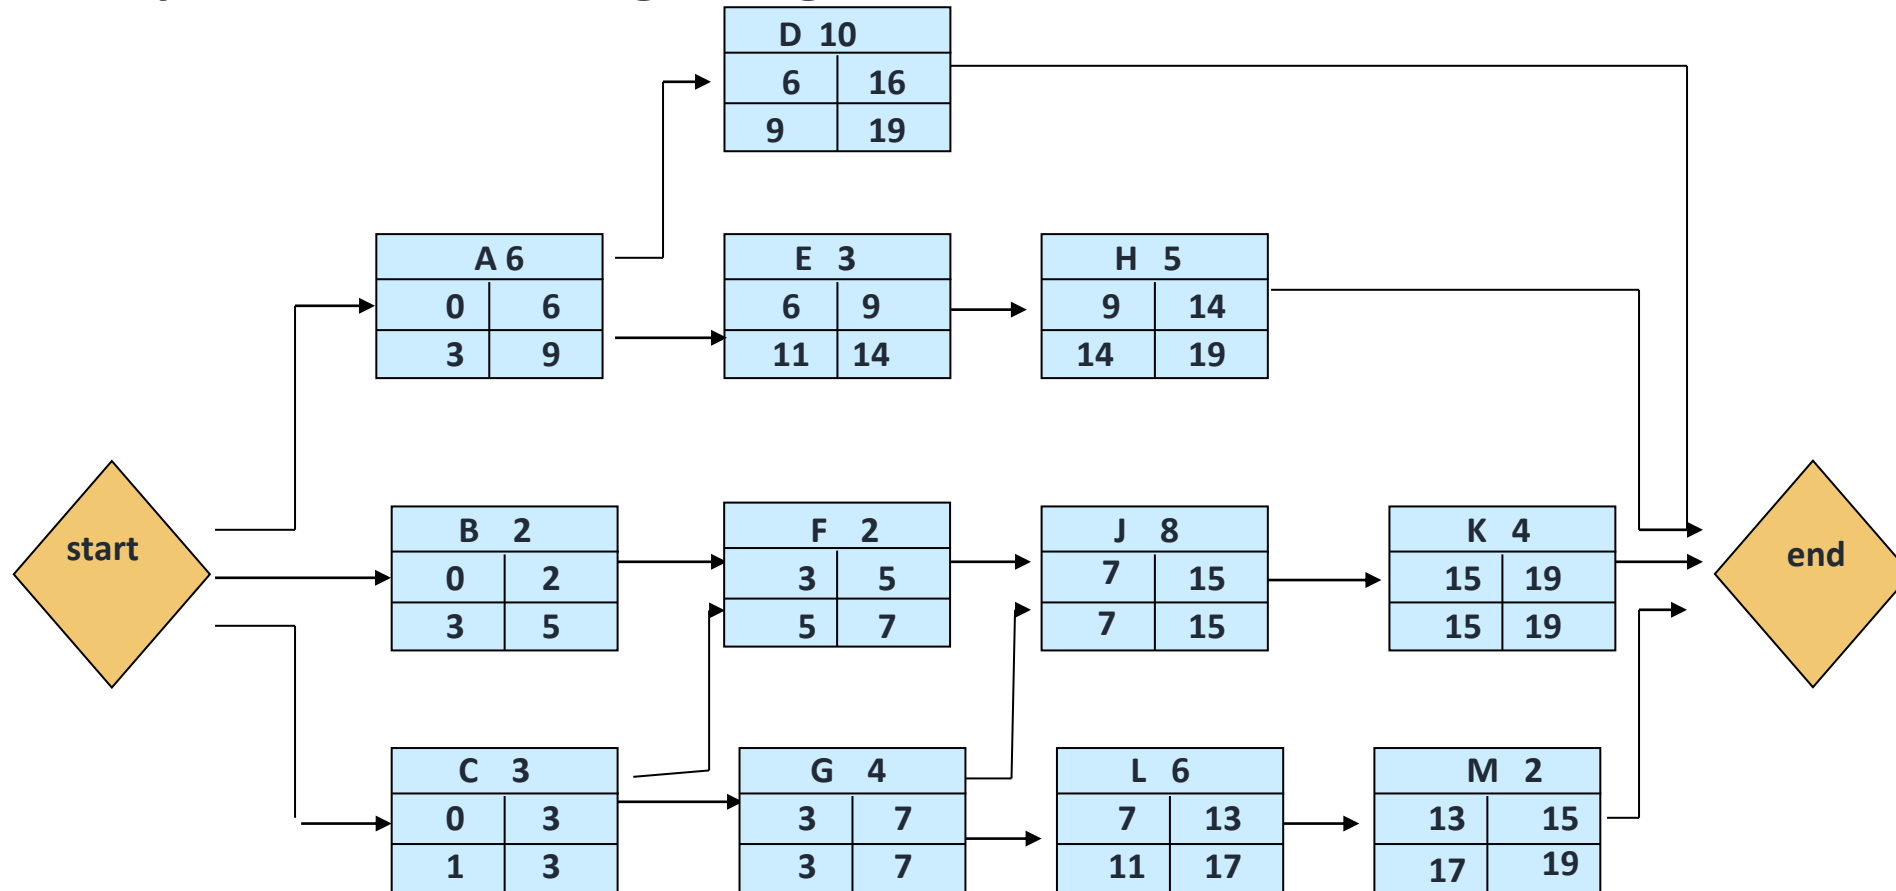 D 10
6 16
9 19
A 6
0 6
3 9
E 3
6 9
11 14
H 5
9 14
14 19
start
B 2
0 2
3 5
F 2
3 5
5 7
J 8
7 15
7 15
K 4
15 19
15 19
end
C 3
0 3
1 3
G 4
3 7
3 7
L 6
7 13
11 17
M 2
13 15
17 19